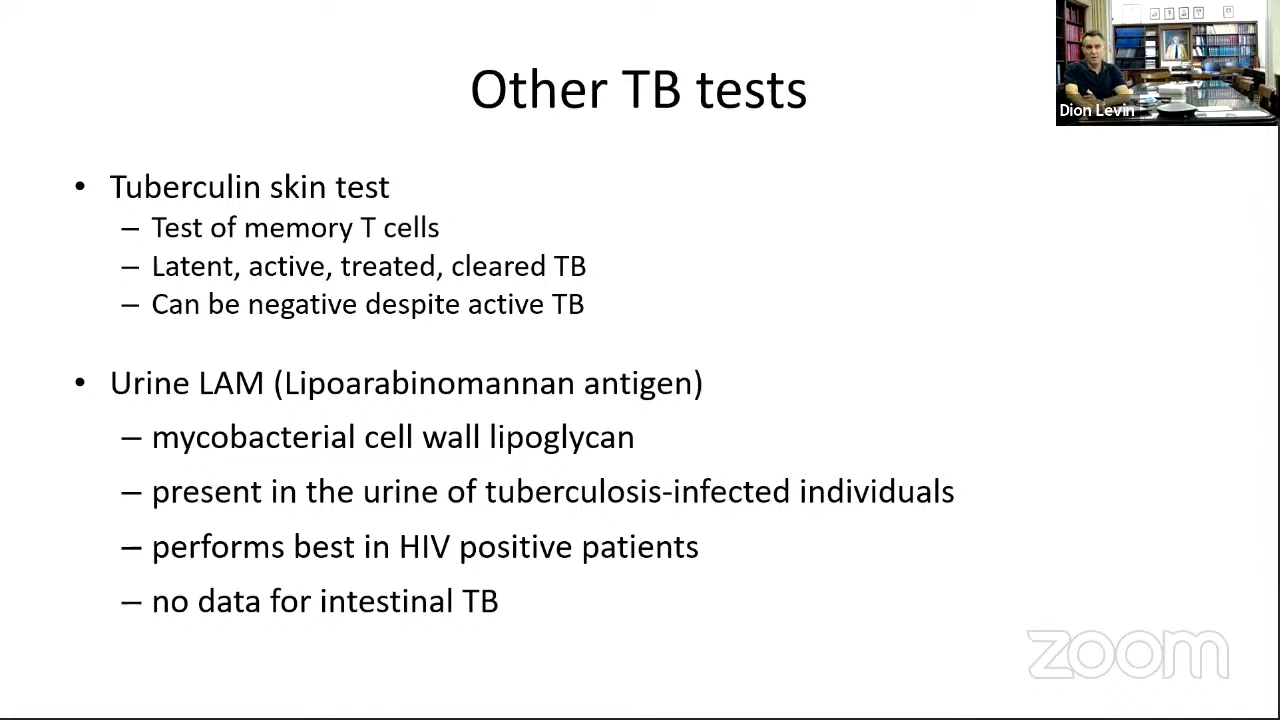 Other TB tests
Dion Levin
• Tuberculin skin test
– Test of memory T cells
– Latent, active, treated, cleared TB
– Can be negative despite active TB
• Urine LAM (Lipoarabinomannan antigen)
– mycobacterial cell wall lipoglycan
– present in the urine of tuberculosis-infected individuals
– performs best in HIV positive patients
– no data for intestinal TB
zoom